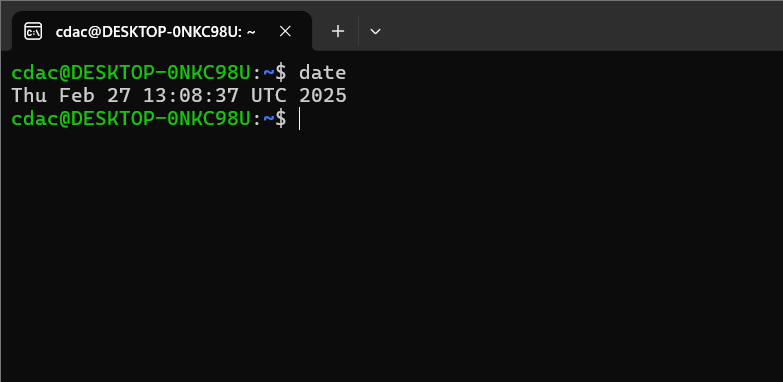 cdac@DESKTOP-0NKC98U: ~
cdac@DESKTOP-0NKC98U:~$ date
Thu Feb 27 13:08:37 UTC 2025
cdac@DESKTOP-0NKC98U:~$